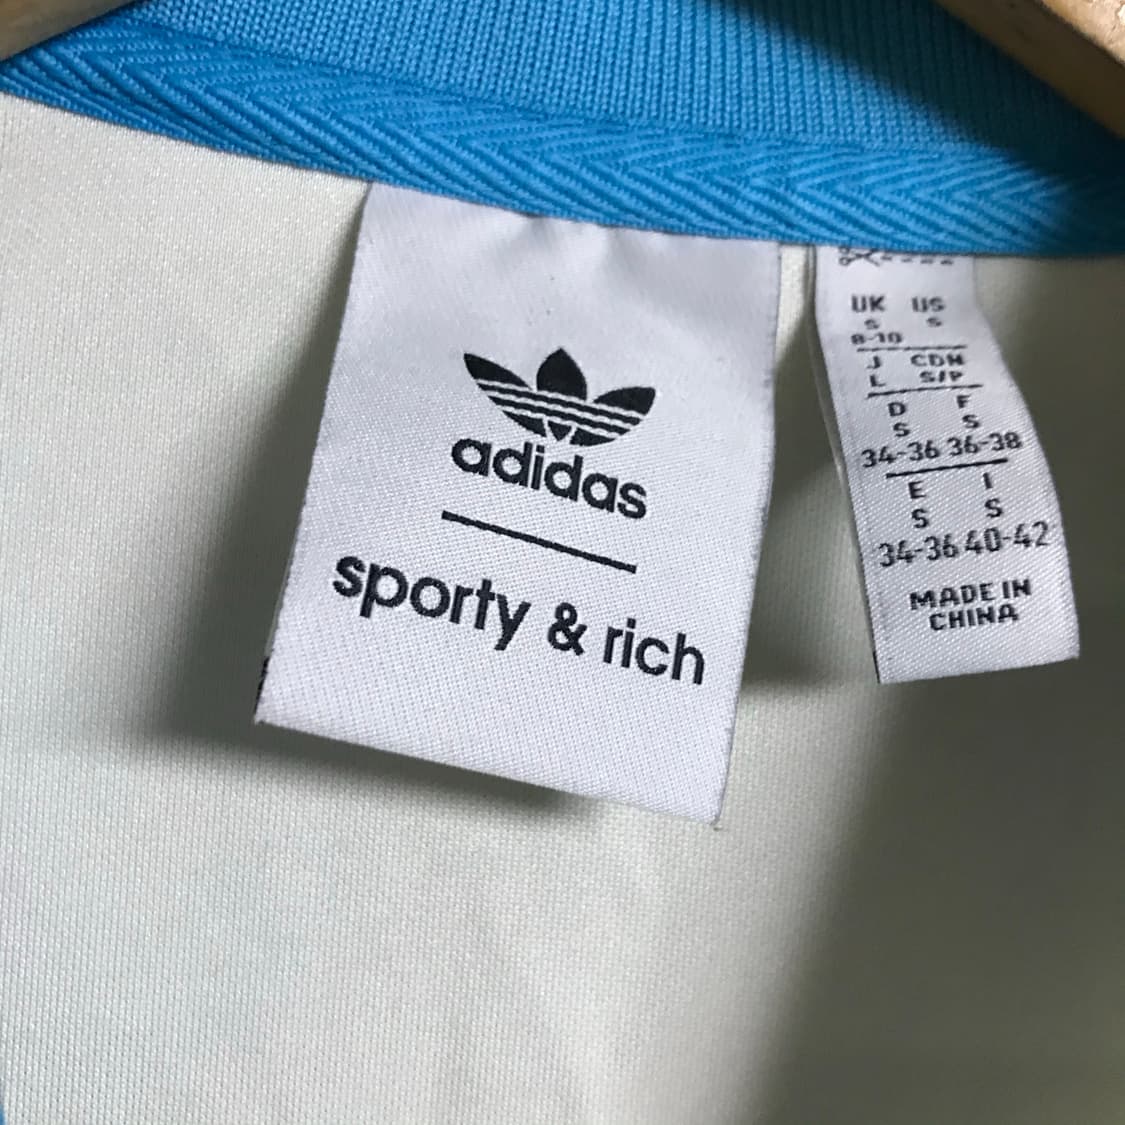 adidas
sporty & rich
UK US
S S
8-10
J CDN
L S/P
D F
S S
34-36 36-38
E I
S S
34-36 40-42
MADE IN
CHINA